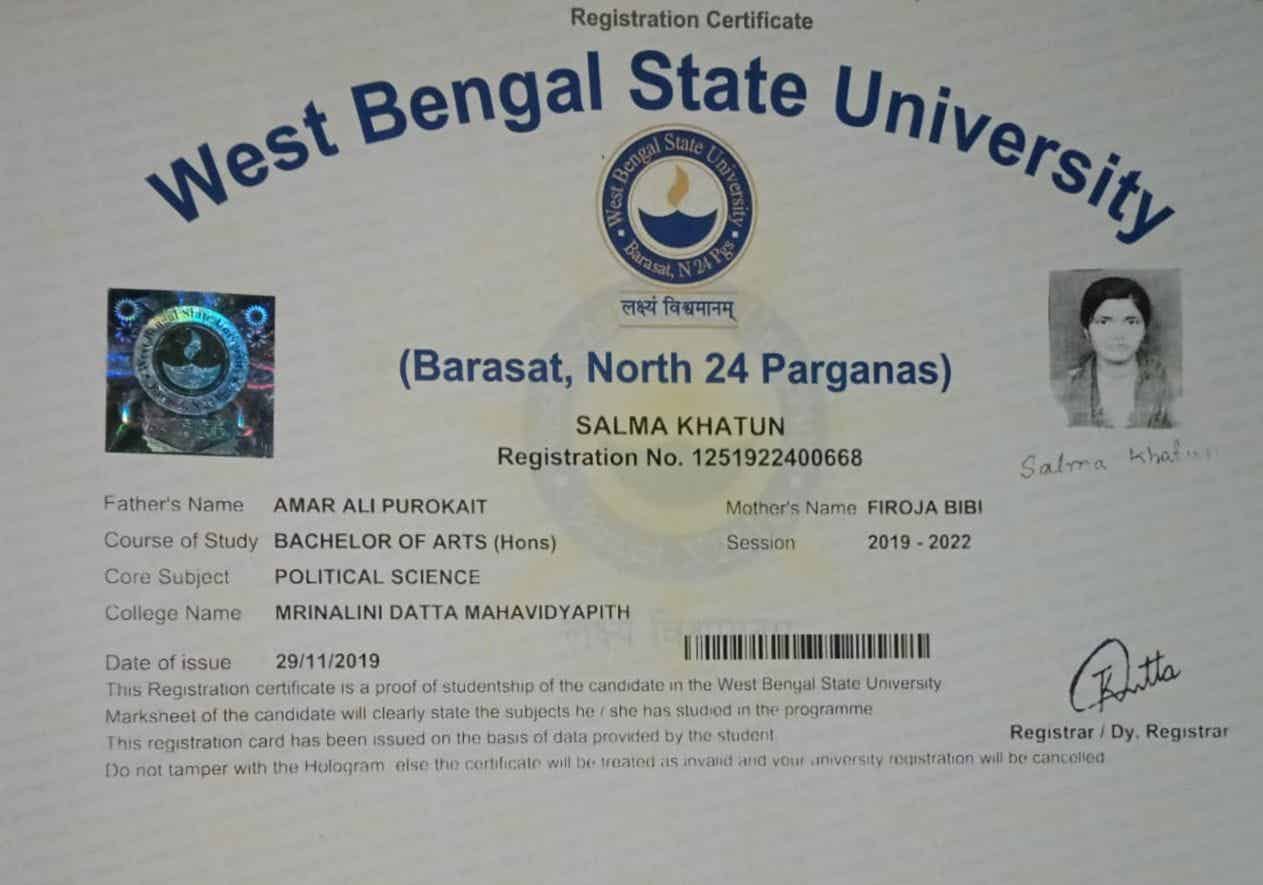 Registration Certificate
West Bengal State University
West Bengal State University
Barasat, N 24 Pgs
लक्ष्यं विश्वमानम्
(Barasat, North 24 Parganas)
SALMA KHATUN
Registration No. 1251922400668
Salma Khatun
Father's Name AMAR ALI PUROKAIT Mother's Name FIROJA BIBI
Course of Study BACHELOR OF ARTS (Hons) Session 2019 - 2022
Core Subject POLITICAL SCIENCE
College Name MRINALINI DATTA MAHAVIDYAPITH
Date of issue 29/11/2019
This Registration certificate is a proof of studentship of the candidate in the West Bengal State University
Marksheet of the candidate will clearly state the subjects he / she has studied in the programme
This registration card has been issued on the basis of data provided by the student
Do not tamper with the Hologram else the certificate will be treated as invalid and your university registration will be cancelled
Dutta
Registrar / Dy. Registrar